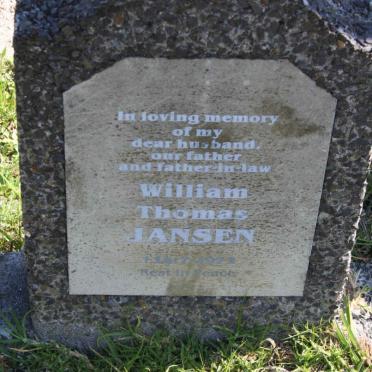 In loving memory
of my
dear husband,
our father
and father-in-law
William
Thomas
JANSEN
Rest in Peace